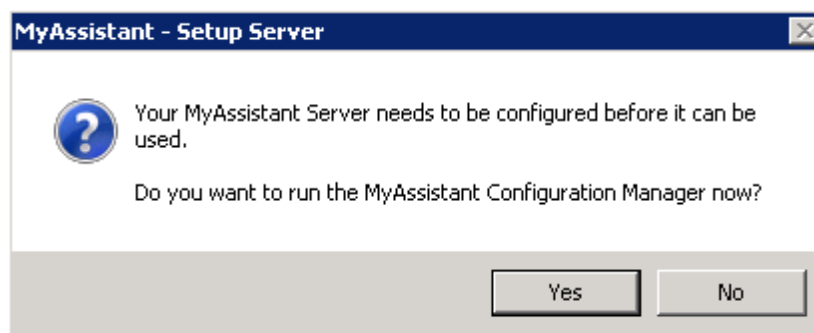 MyAssistant - Setup Server
Your MyAssistant Server needs to be configured before it can be
used.
Do you want to run the MyAssistant Configuration Manager now?
Yes No